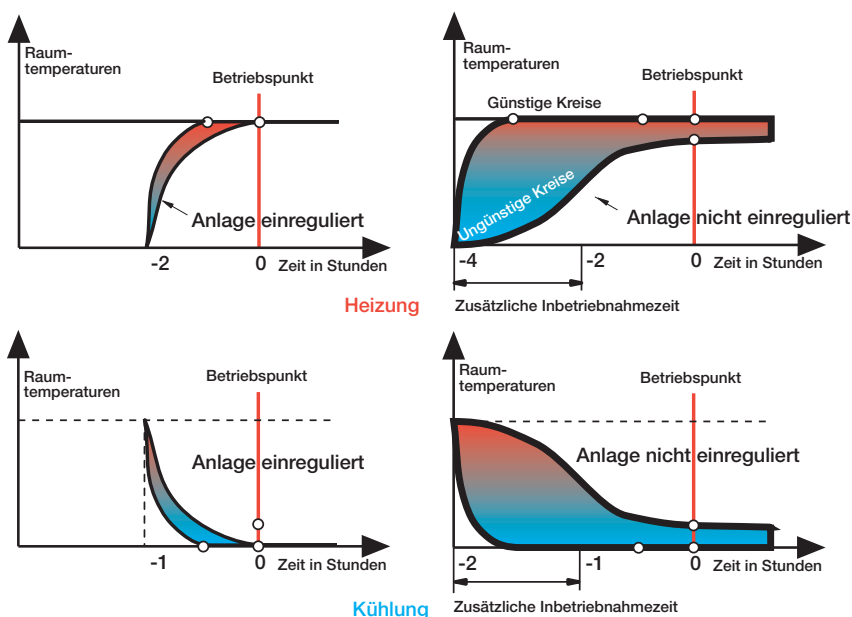 Raum-
temperaturen
Betriebspunkt
Anlage einreguliert
-2
0
Zeit in Stunden
Raum-
temperaturen
Betriebspunkt
Günstige Kreise
Ungünstige Kreise
Anlage nicht einreguliert
-4
-2
0
Zeit in Stunden
Heizung
Zusätzliche Inbetriebnahmezeit
Raum-
temperaturen
Betriebspunkt
Anlage einreguliert
-1
0
Zeit in Stunden
Raum-
temperaturen
Betriebspunkt
Anlage nicht einreguliert
-2
-1
0
Zeit in Stunden
Kühlung
Zusätzliche Inbetriebnahmezeit